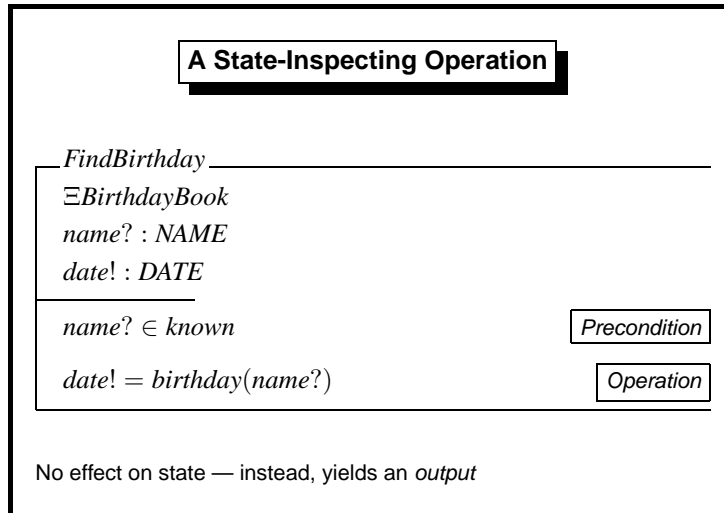 A State-Inspecting Operation
FindBirthday
ΞBirthdayBook
name? : NAME
date! : DATE
name? ∈ known Precondition
date! = birthday(name?) Operation
No effect on state — instead, yields an output